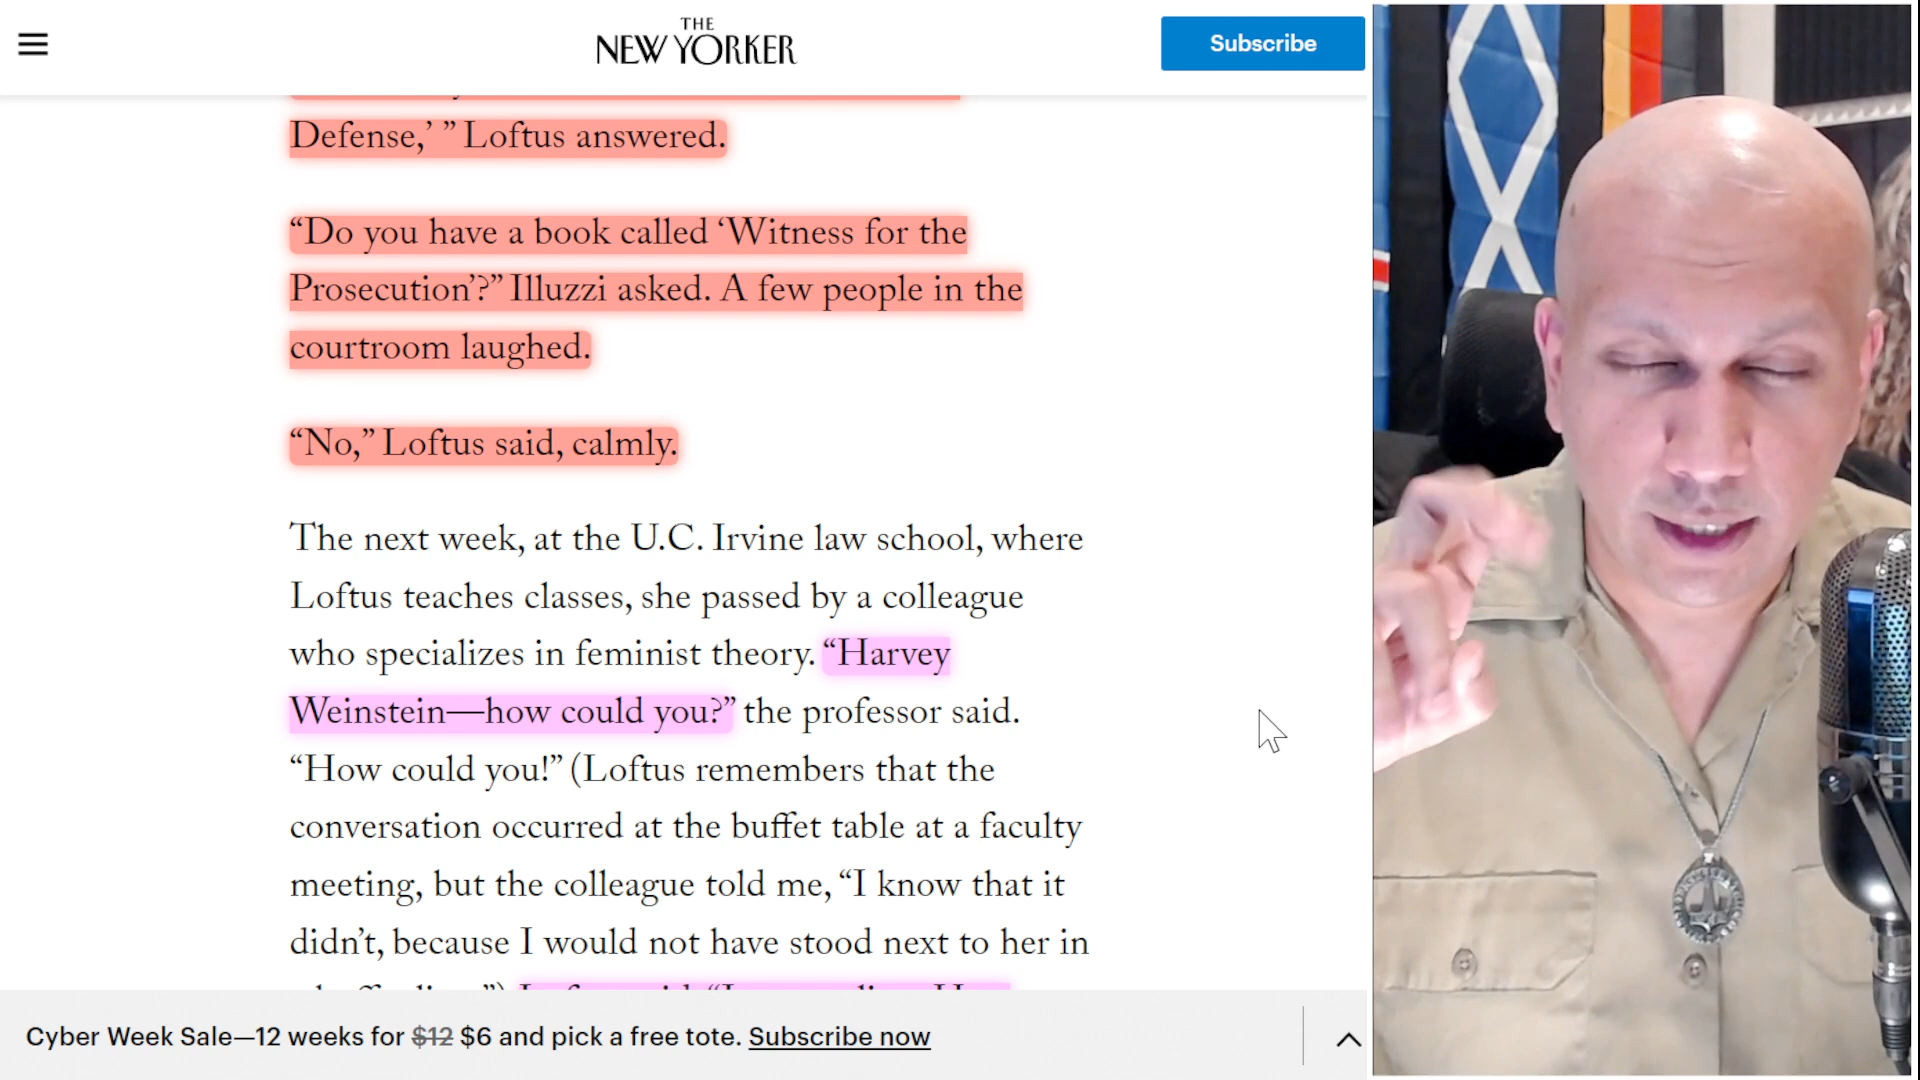 THE
NEW YORKER
Subscribe
Defense,’ ” Loftus answered.
“Do you have a book called ‘Witness for the
Prosecution’?” Illuzzi asked. A few people in the
courtroom laughed.
“No,” Loftus said, calmly.
The next week, at the U.C. Irvine law school, where
Loftus teaches classes, she passed by a colleague
who specializes in feminist theory. “Harvey
Weinstein—how could you?” the professor said.
“How could you!” (Loftus remembers that the
conversation occurred at the buffet table at a faculty
meeting, but the colleague told me, “I know that it
didn’t, because I would not have stood next to her in
Cyber Week Sale—12 weeks for $12 $6 and pick a free tote. Subscribe now